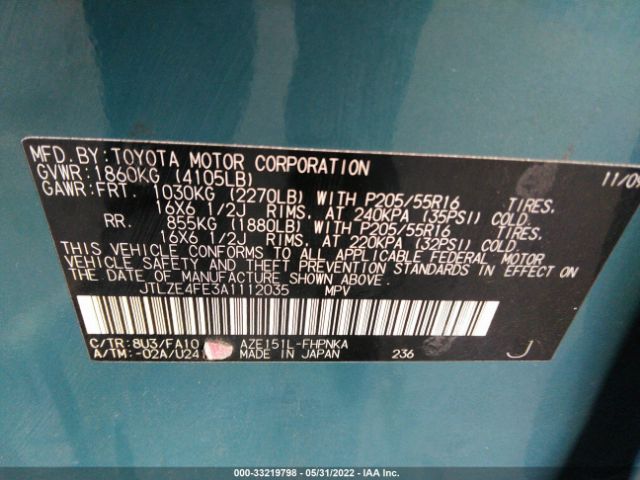 MFD. BY: TOYOTA MOTOR CORPORATION 11/0
GVWR: 1860KG (4105LB)
GAWR: FRT. 1030KG (2270LB) WITH P205/55R16 TIRES.
16X6 1/2J RIMS, AT 240KPA (35PSI) COLD.
RR. 855KG (1880LB) WITH P205/55R16 TIRES.
16X6 1/2J RIMS, AT 220KPA (32PSI) COLD.
THIS VEHICLE CONFORMS TO ALL APPLICABLE FEDERAL MOTOR
VEHICLE SAFETY AND THEFT PREVENTION STANDARDS IN EFFECT ON
THE DATE OF MANUFACTURE SHOWN ABOVE.
JTLZE4FE3A1112035 MPV
C/TR: 8U3/FA10 AZE151L-FHPNKA
A/TM: -02A/U241 MADE IN JAPAN 236 J
000-33219798 - 05/31/2022 - IAA Inc.